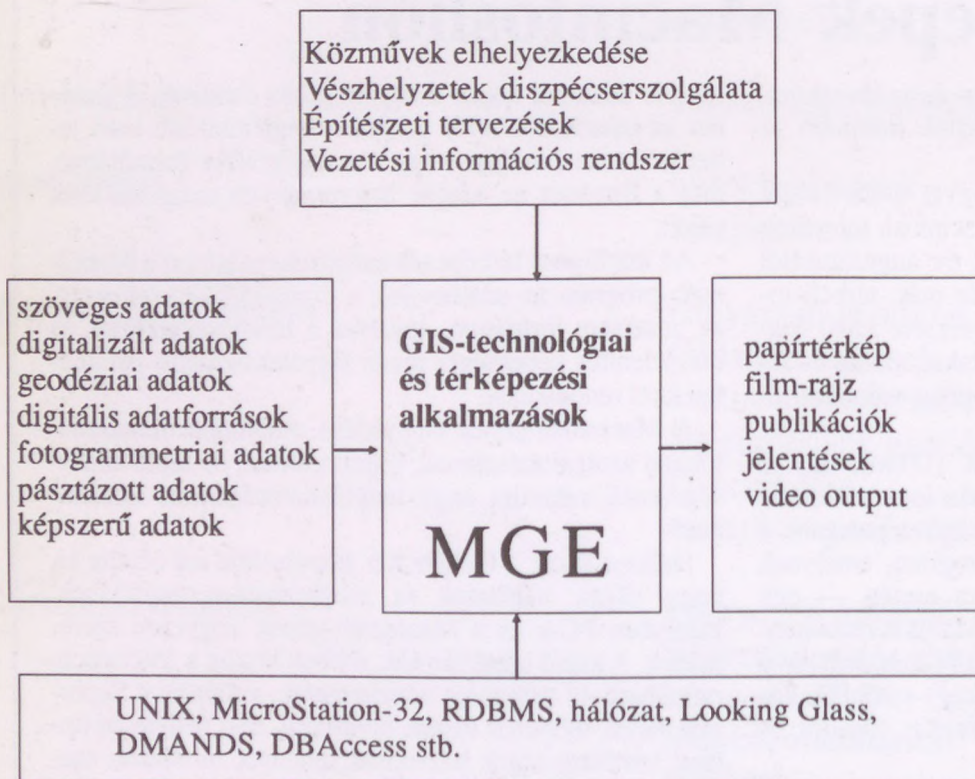 Közművek elhelyezkedése
Vészhelyzetek diszpécserszolgálata
Építészeti tervezések
Vezetési információs rendszer
szöveges adatok
digitalizált adatok
geodéziai adatok
digitális adatforrások
fotogrammetriai adatok
pásztázott adatok
képszerű adatok
GIS-technológiai
és térképezési
alkalmazások
MGE
papírtérkép
film-rajz
publikációk
jelentések
video output
UNIX, MicroStation-32, RDBMS, hálózat, Looking Glass,
DMANDS, DBAccess stb.